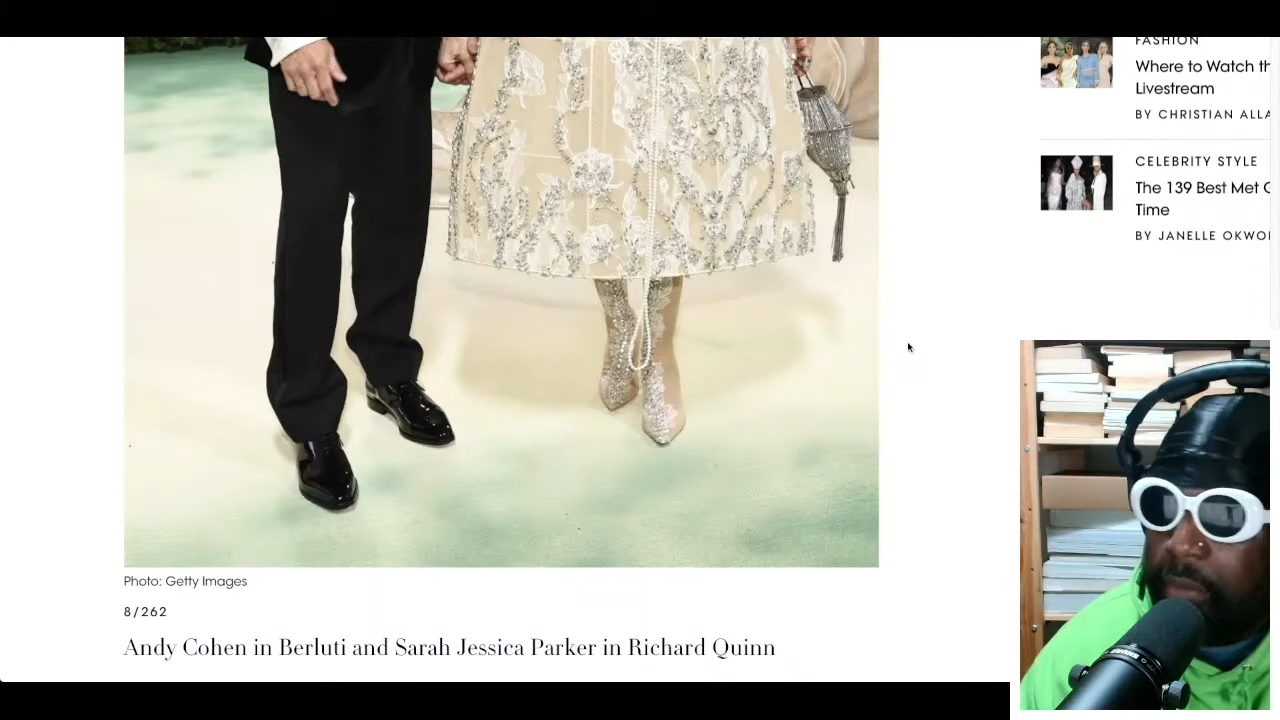 FASHION
Where to Watch th
Livestream
BY CHRISTIAN ALLA
CELEBRITY STYLE
The 139 Best Met G
Time
BY JANELLE OKWO
Photo: Getty Images
8/262
Andy Cohen in Berluti and Sarah Jessica Parker in Richard Quinn